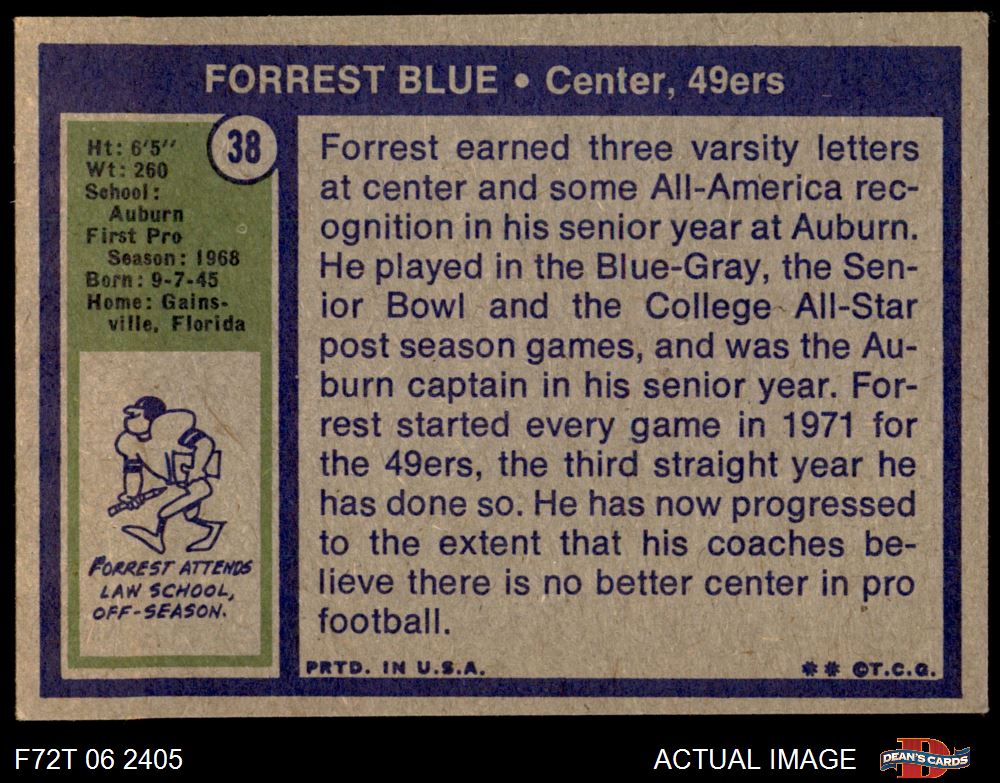 FORREST BLUE • Center, 49ers
38
Ht: 6'5"
Wt: 260
School:
Auburn
First Pro
Season: 1968
Born: 9-7-45
Home: Gains-
ville, Florida
FORREST ATTENDS
LAW SCHOOL,
OFF-SEASON.
Forrest earned three varsity letters
at center and some All-America rec-
ognition in his senior year at Auburn.
He played in the Blue-Gray, the Sen-
ior Bowl and the College All-Star
post season games, and was the Au-
burn captain in his senior year. For-
rest started every game in 1971 for
the 49ers, the third straight year he
has done so. He has now progressed
to the extent that his coaches be-
lieve there is no better center in pro
football.
PRTD. IN U.S.A.
** ©T.C.G.
F72T 06 2405
ACTUAL IMAGE
D
DEAN'S CARDS